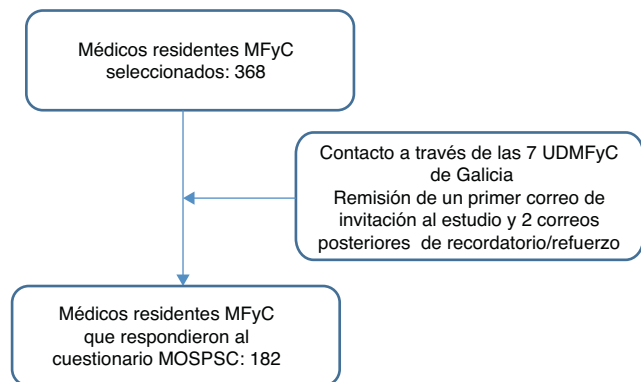 Médicos residentes MFyC
seleccionados: 368
Contacto a través de las 7 UDMFyC
de Galicia
Remisión de un primer correo de
invitación al estudio y 2 correos
posteriores de recordatorio/refuerzo
Médicos residentes MFyC
que respondieron al
cuestionario MOSPSC: 182